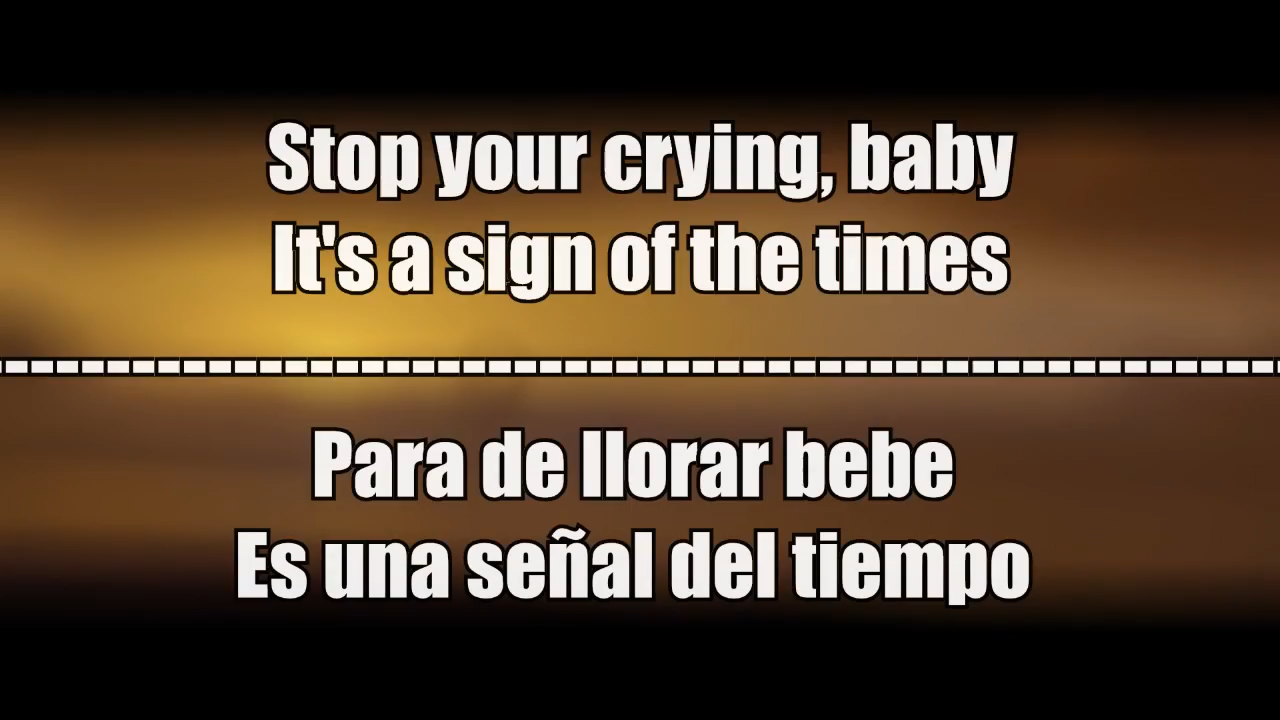 Stop your crying, baby
It's a sign of the times
Para de llorar bebe
Es una señal del tiempo